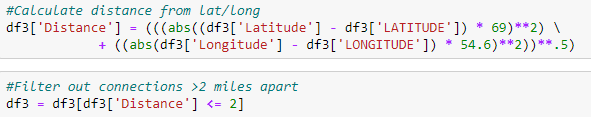 #Calculate distance from lat/long
df3['Distance'] = (((abs((df3['Latitude'] - df3['LATITUDE']) * 69)**2) \
+ ((abs(df3['Longitude'] - df3['LONGITUDE']) * 54.6)**2))**.5)
#Filter out connections >2 miles apart
df3 = df3[df3['Distance'] <= 2]